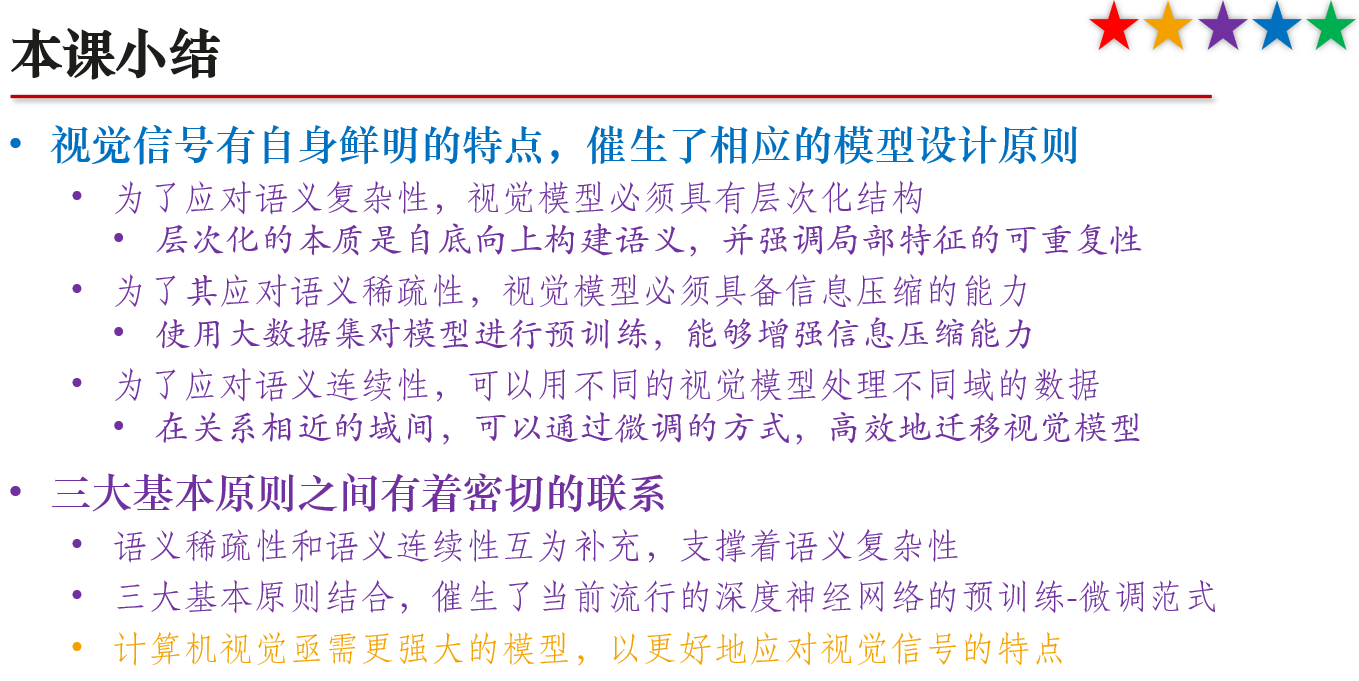 本课小结
• 视觉信号有自身鲜明的特点，催生了相应的模型设计原则
• 为了应对语义复杂性，视觉模型必须具有层次化结构
• 层次化的本质是自底向上构建语义，并强调局部特征的可重复性
• 为了其应对语义稀疏性，视觉模型必须具备信息压缩的能力
• 使用大数据集对模型进行预训练，能够增强信息压缩能力
• 为了应对语义连续性，可以用不同的视觉模型处理不同域的数据
• 在关系相近的域间，可以通过微调的方式，高效地迁移视觉模型
• 三大基本原则之间有着密切的联系
• 语义稀疏性和语义连续性互为补充，支撑着语义复杂性
• 三大基本原则结合，催生了当前流行的深度神经网络的预训练-微调范式
• 计算机视觉亟需更强大的模型，以更好地应对视觉信号的特点